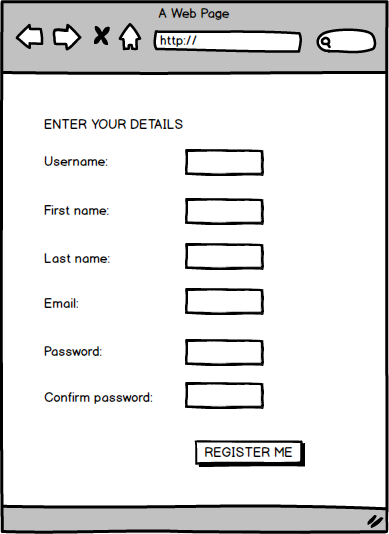 A Web Page
http://
ENTER YOUR DETAILS
Username:
First name:
Last name:
Email:
Password:
Confirm password:
REGISTER ME